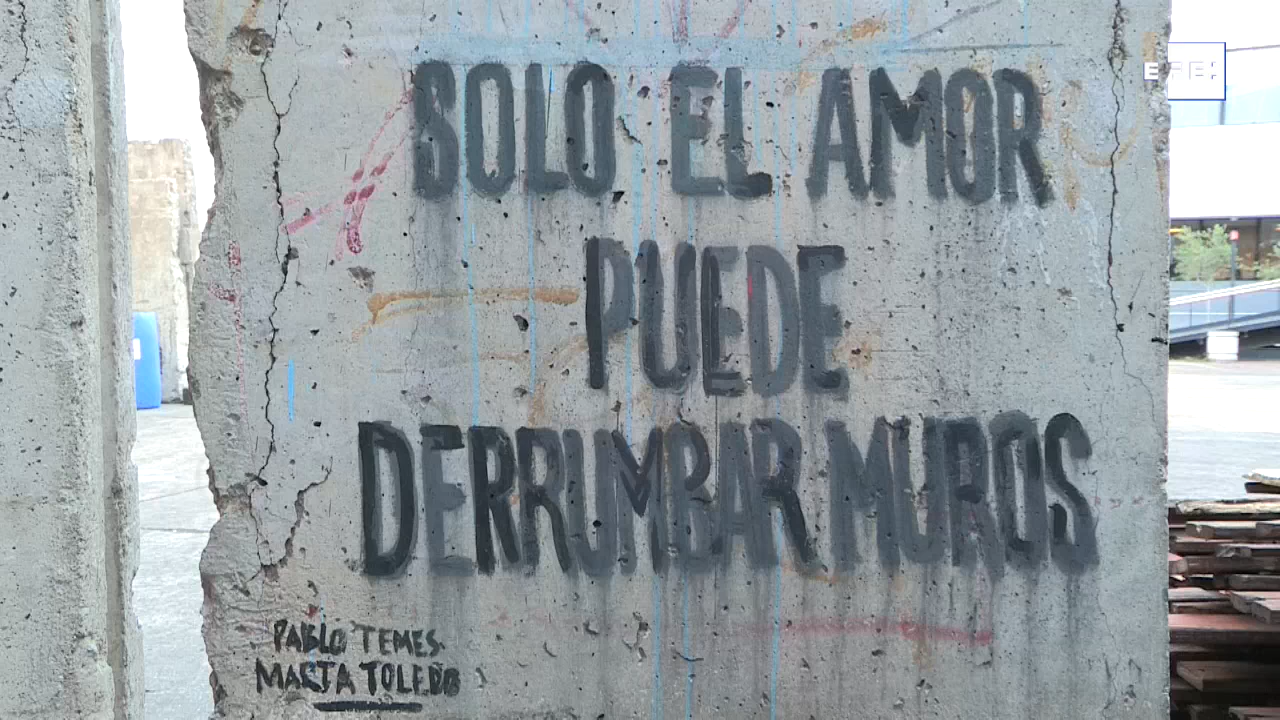 SOLO EL AMOR
PUEDE
DERRUMBAR MUROS
PABLO TEMES
MARTA TOLEDO
EFE: